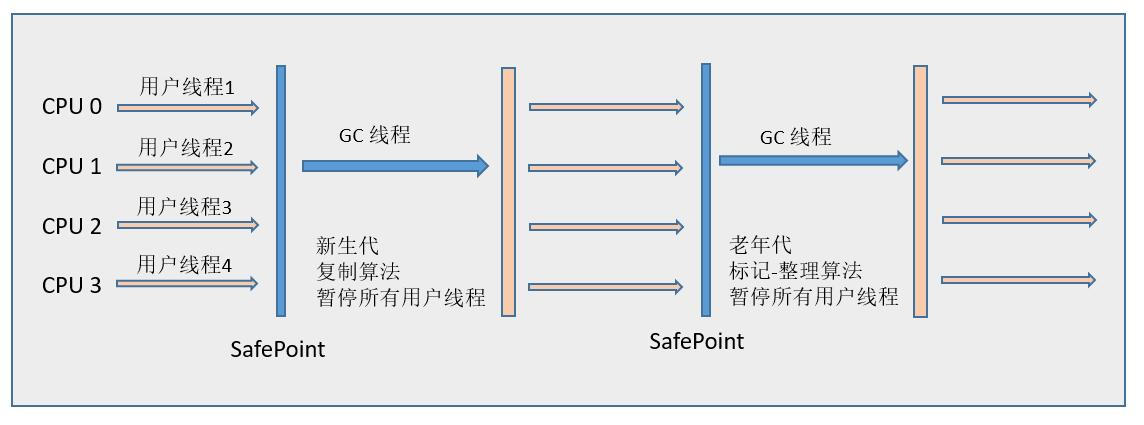 用户线程1
CPU 0
用户线程2
CPU 1
用户线程3
CPU 2
用户线程4
CPU 3
SafePoint
GC 线程
新生代
复制算法
暂停所有用户线程
SafePoint
GC 线程
老年代
标记-整理算法
暂停所有用户线程